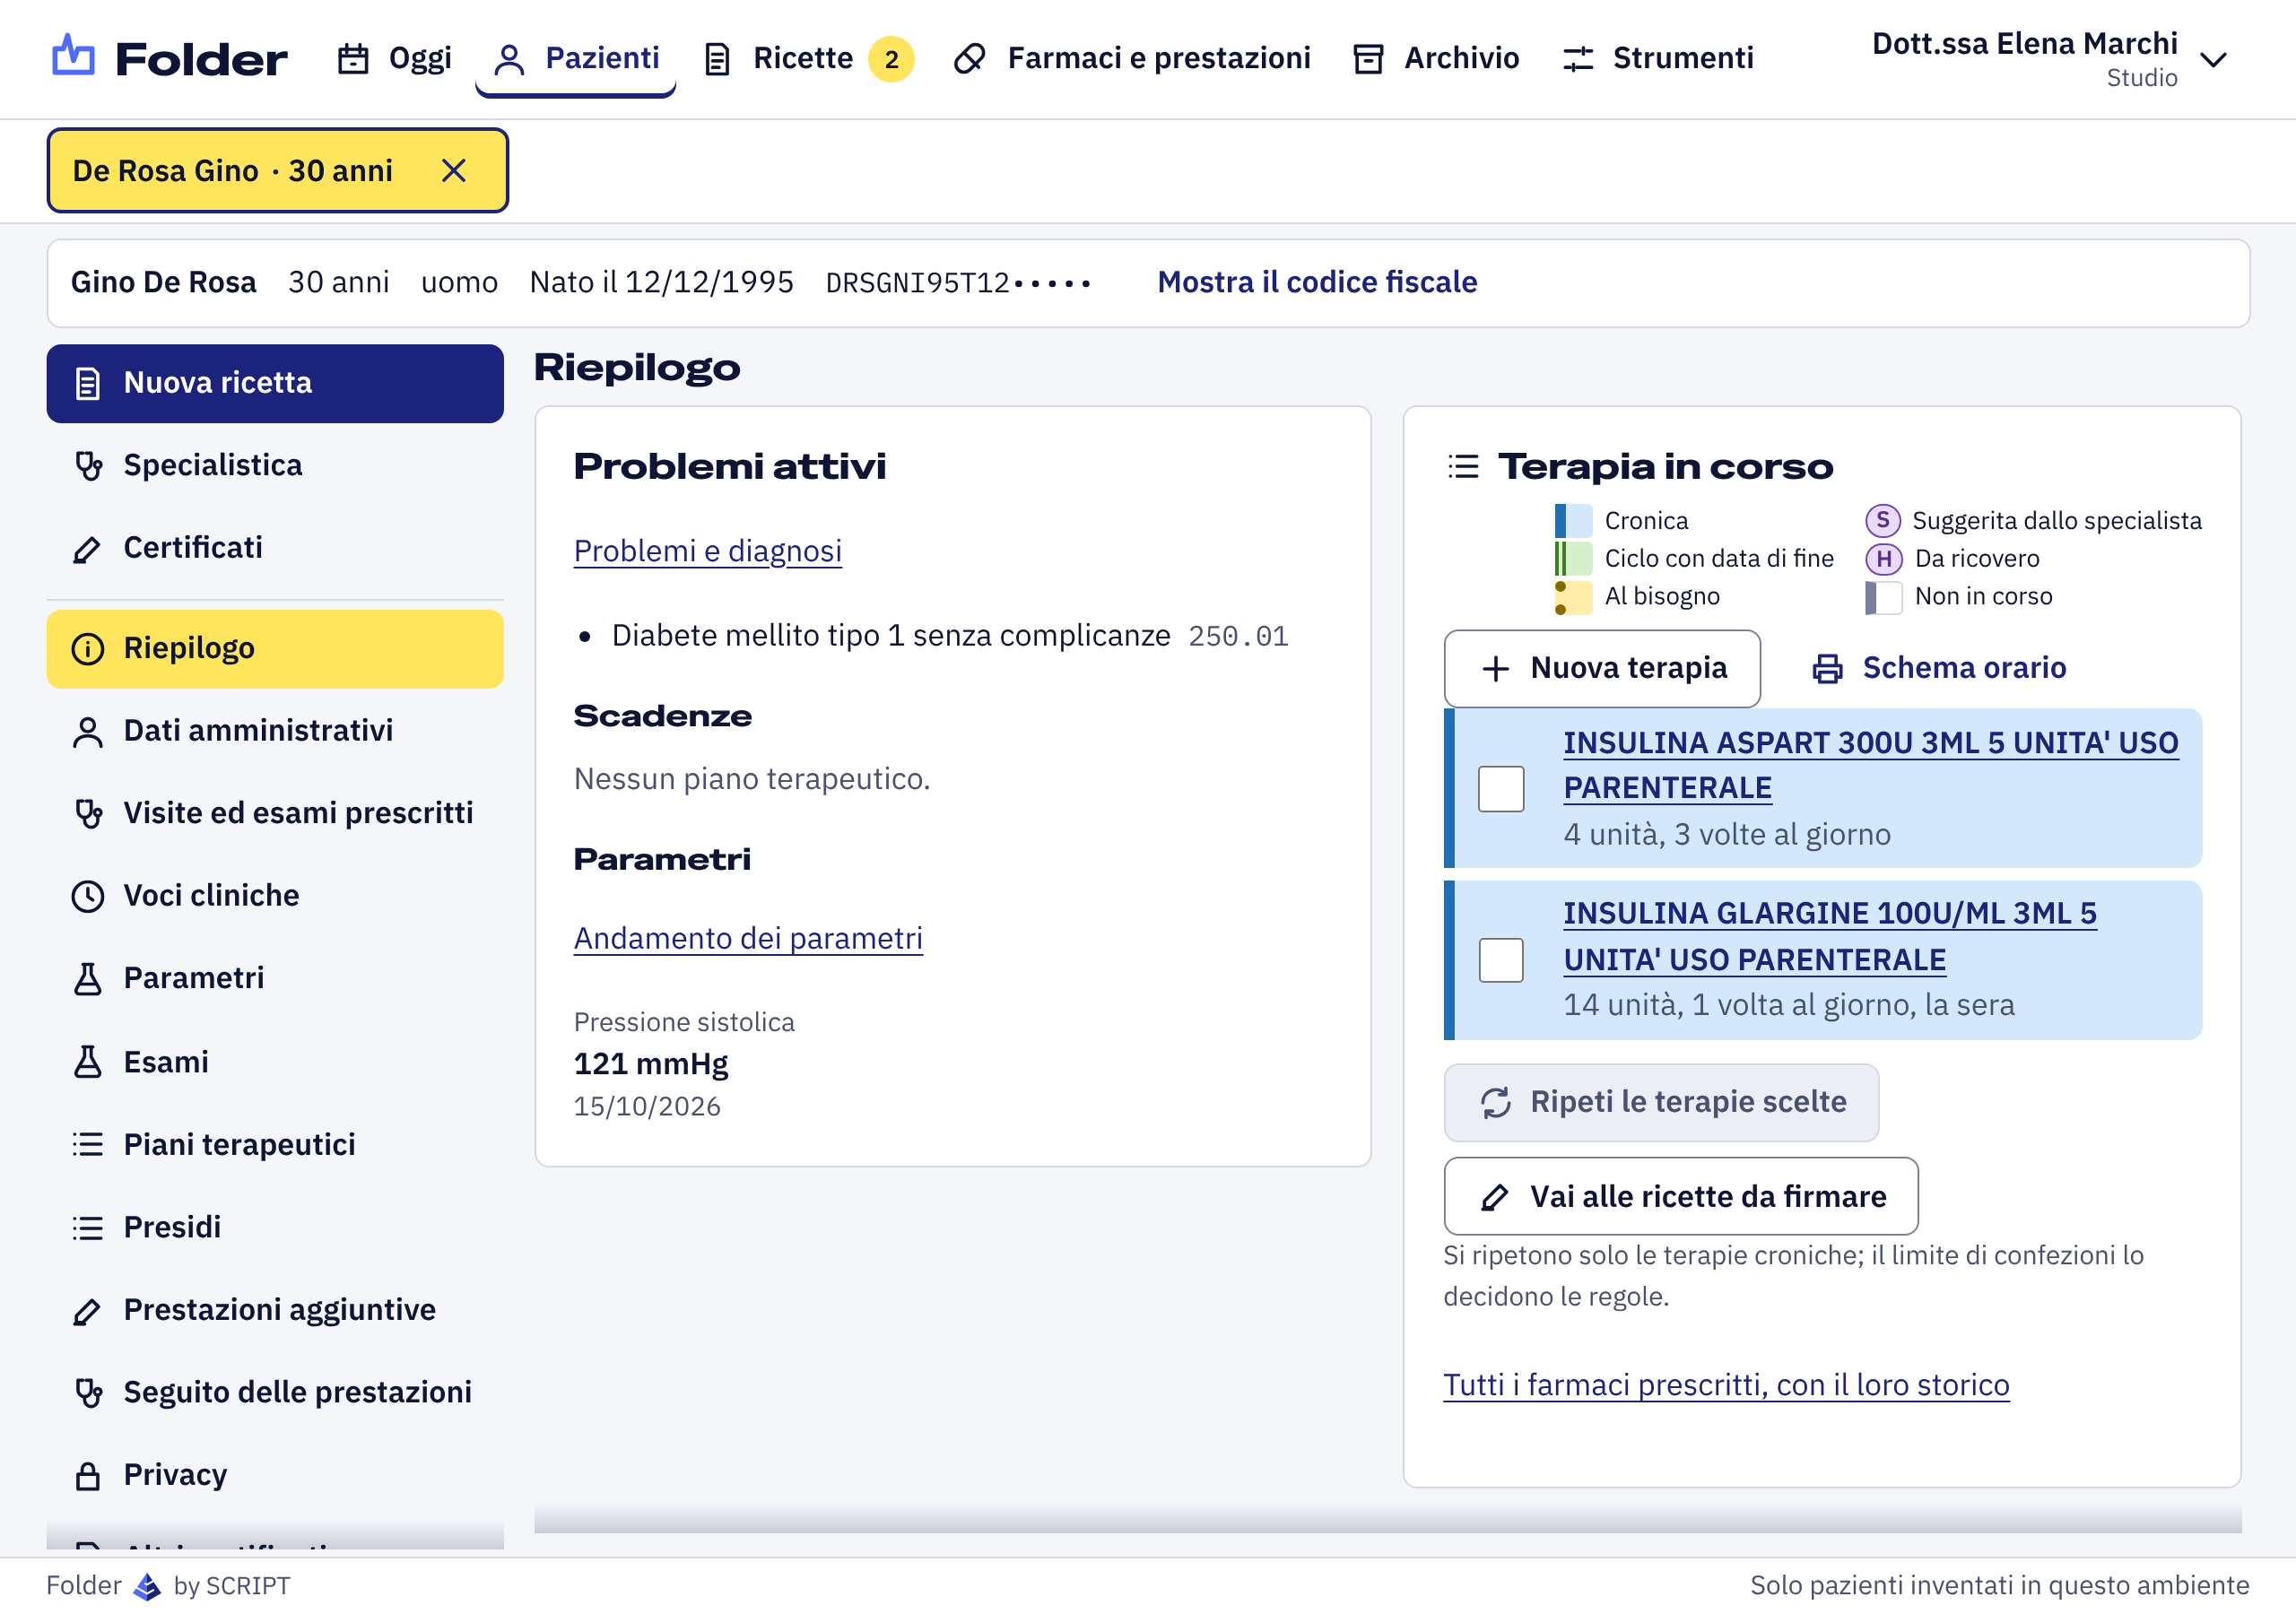 Folder
Oggi
Pazienti
Ricette 2
Farmaci e prestazioni
Archivio
Strumenti
Dott.ssa Elena Marchi
Studio
De Rosa Gino · 30 anni
Gino De Rosa 30 anni uomo Nato il 12/12/1995 DRSGNI95T12••••• Mostra il codice fiscale
Nuova ricetta
Specialistica
Certificati
Riepilogo
Dati amministrativi
Visite ed esami prescritti
Voci cliniche
Parametri
Esami
Piani terapeutici
Presidi
Prestazioni aggiuntive
Seguito delle prestazioni
Privacy
Riepilogo
Problemi attivi
Problemi e diagnosi
• Diabete mellito tipo 1 senza complicanze 250.01
Scadenze
Nessun piano terapeutico.
Parametri
Andamento dei parametri
Pressione sistolica
121 mmHg
15/10/2026
Terapia in corso
Cronica
Ciclo con data di fine
Al bisogno
S Suggerita dallo specialista
H Da ricovero
Non in corso
Nuova terapia
Schema orario
INSULINA ASPART 300U 3ML 5 UNITA' USO
PARENTERALE
4 unità, 3 volte al giorno
INSULINA GLARGINE 100U/ML 3ML 5
UNITA' USO PARENTERALE
14 unità, 1 volta al giorno, la sera
Ripeti le terapie scelte
Vai alle ricette da firmare
Si ripetono solo le terapie croniche; il limite di confezioni lo
decidono le regole.
Tutti i farmaci prescritti, con il loro storico
Folder by SCRIPT
Solo pazienti inventati in questo ambiente